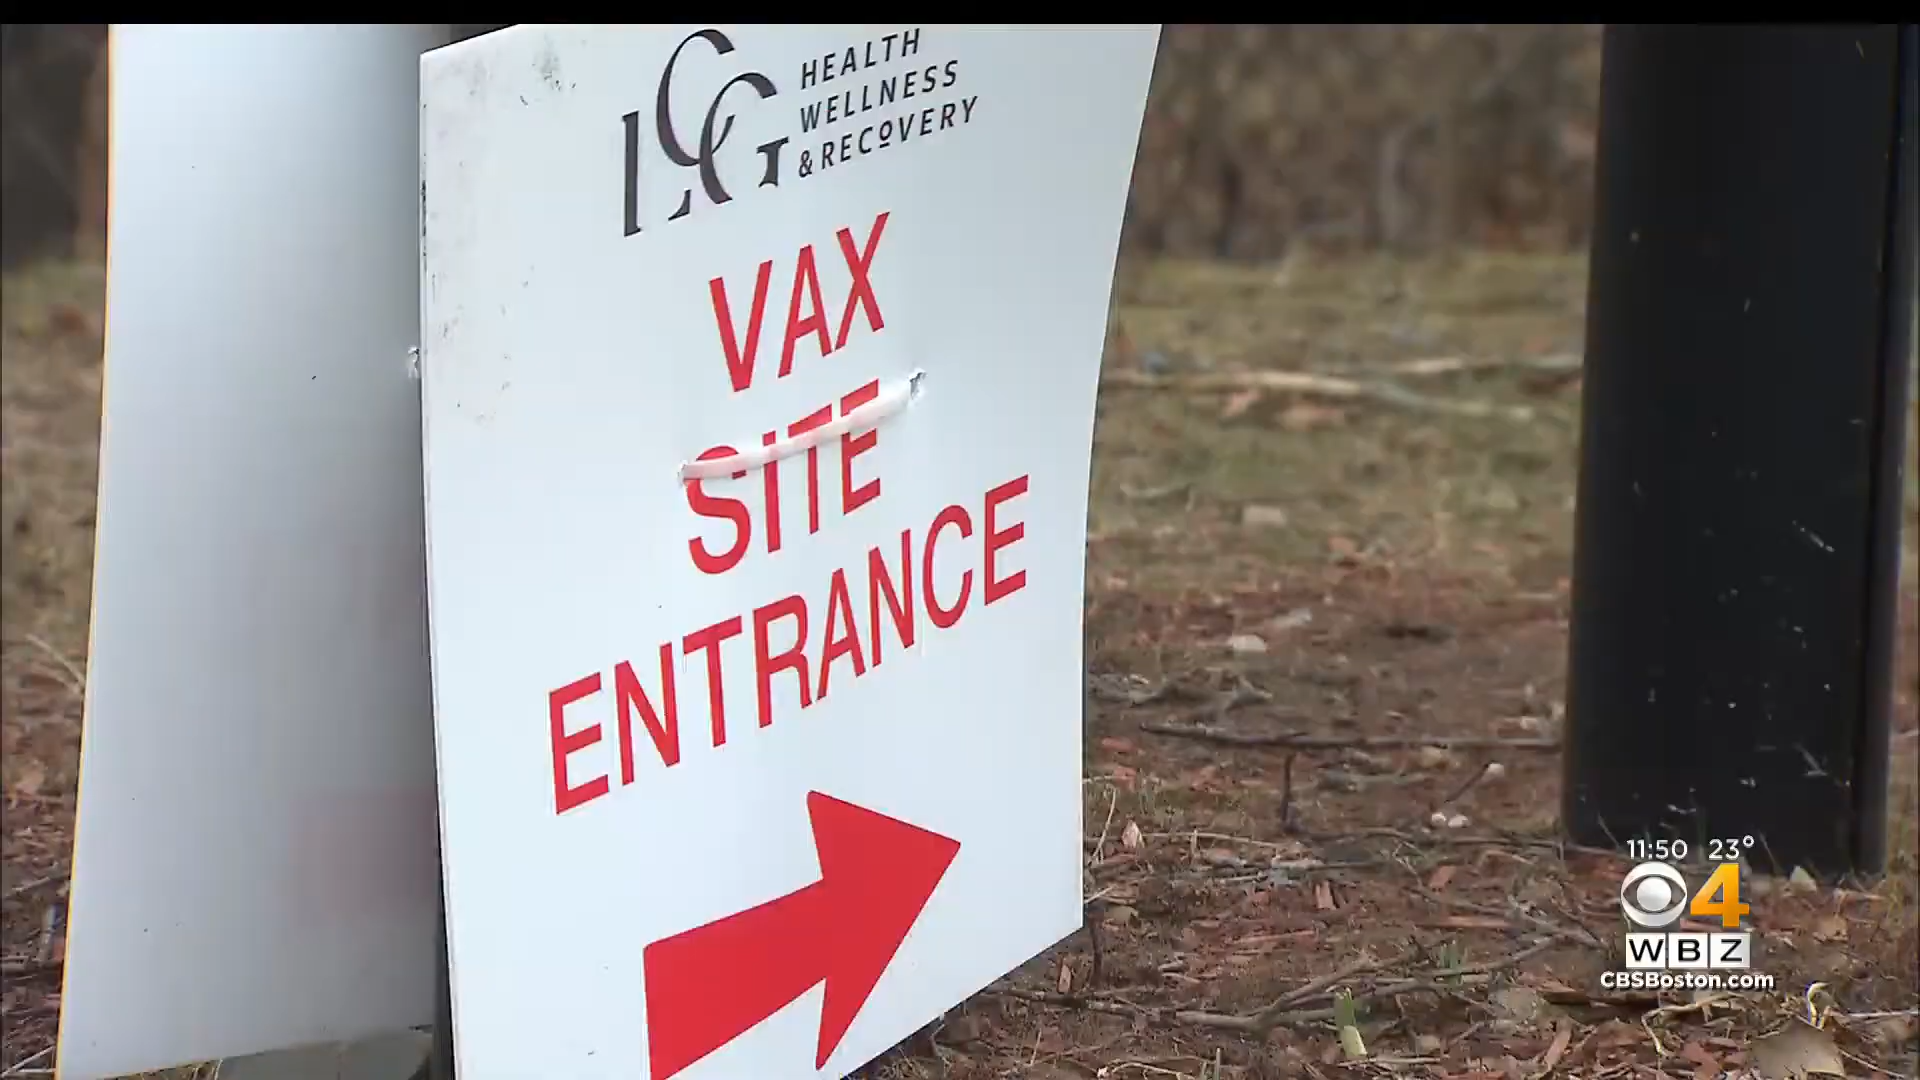 LCG
HEALTH
WELLNESS
& RECOVERY
VAX
SITE
ENTRANCE
11:50 23°
4
WBZ
CBSBoston.com